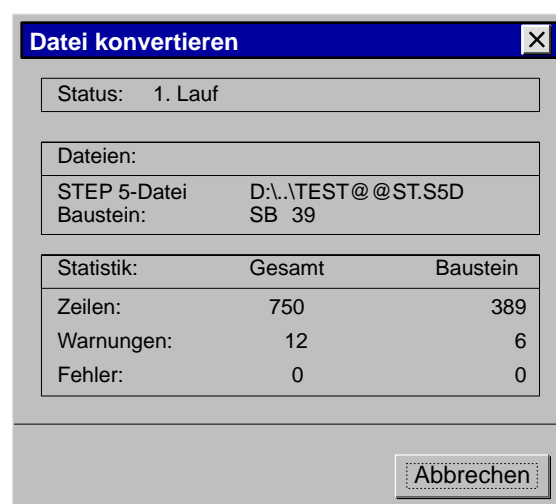 Datei konvertieren
Status: 1. Lauf
Dateien:
STEP 5-Datei D:\..\TEST@@ST.S5D
Baustein: SB 39
Statistik: Gesamt Baustein
Zeilen: 750 389
Warnungen: 12 6
Fehler: 0 0
Abbrechen